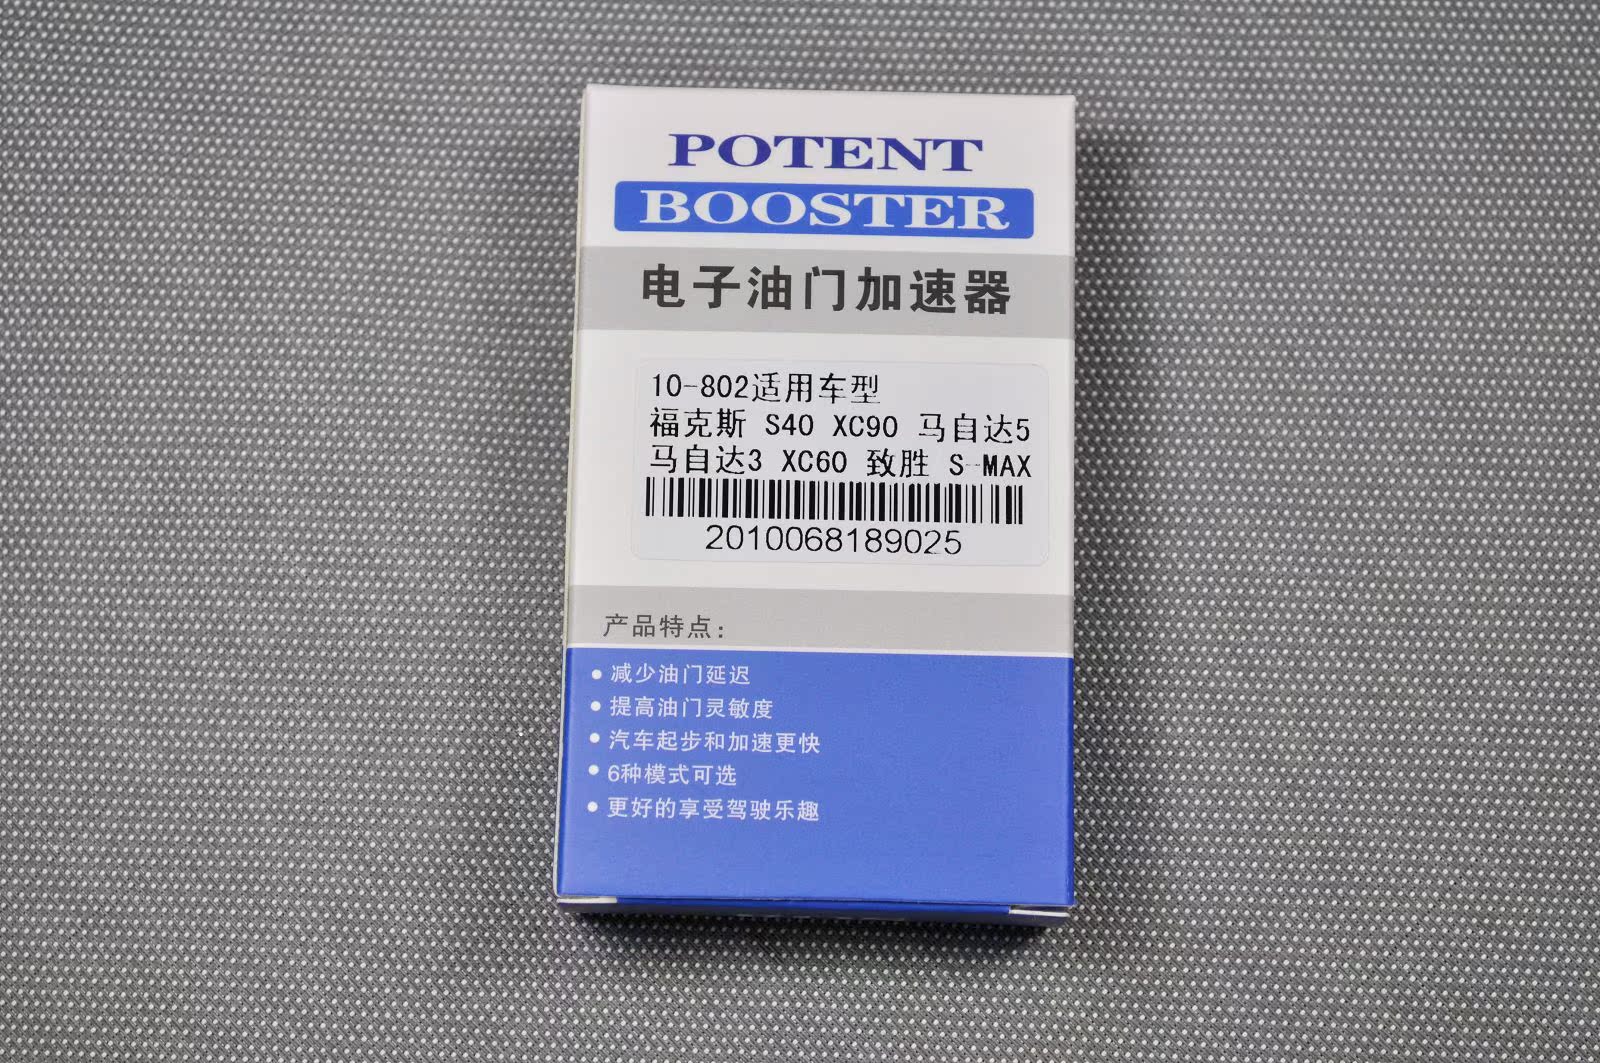 POTENT
BOOSTER
电子油门加速器
10-802适用车型
福克斯 S40 XC90 马自达5
马自达3 XC60 致胜 S-MAX
2010068189025
产品特点：
● 减少油门延迟
● 提高油门灵敏度
● 汽车起步和加速更快
● 6种模式可选
● 更好的享受驾驶乐趣